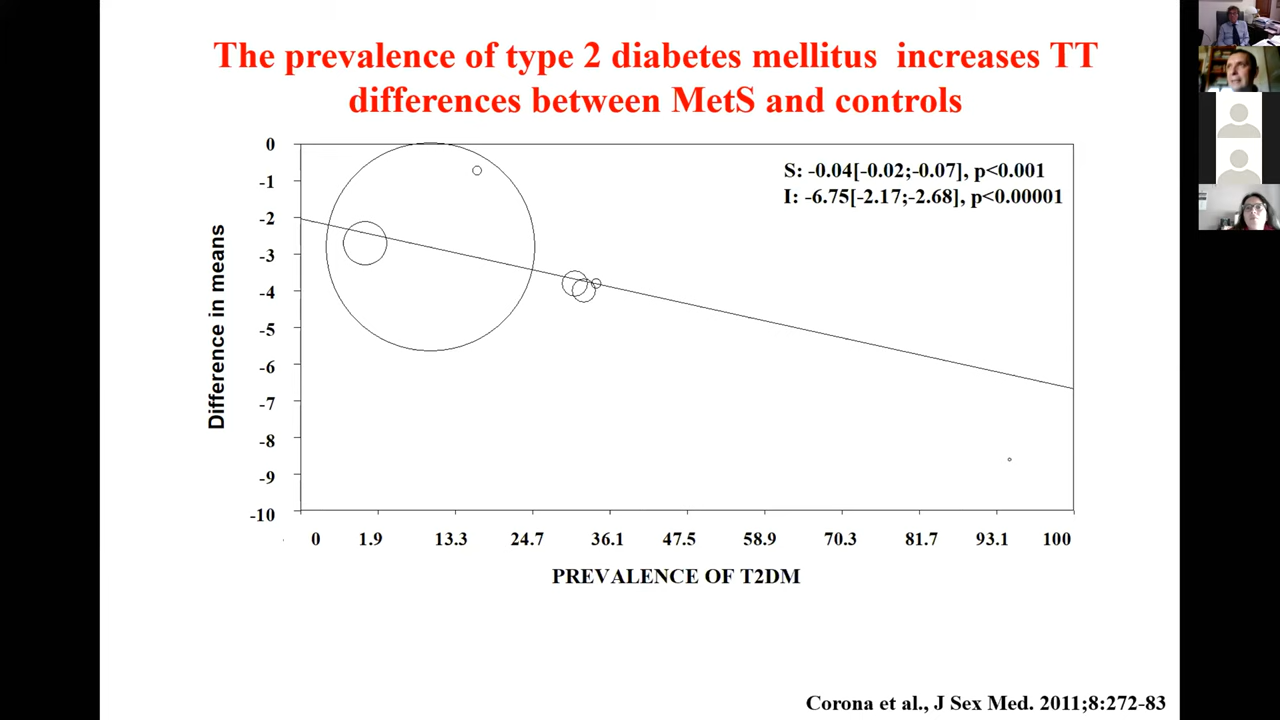 The prevalence of type 2 diabetes mellitus increases TT
differences between MetS and controls
S: -0.04[-0.02;-0.07], p<0.001
I: -6.75[-2.17;-2.68], p<0.00001
Difference in means
0
-1
-2
-3
-4
-5
-6
-7
-8
-9
-10
0 1.9 13.3 24.7 36.1 47.5 58.9 70.3 81.7 93.1 100
PREVALENCE OF T2DM
Corona et al., J Sex Med. 2011;8:272-83